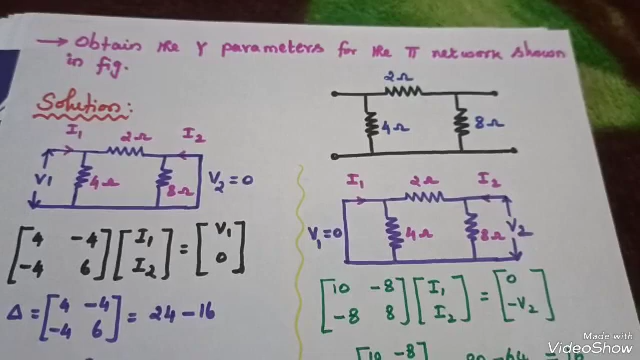 → Obtain the Y parameters for the π network shown
in fig.
2Ω
4Ω
8Ω
Solution:
I₁ 2Ω I₂
V1
4Ω
8Ω
V₂=0
[4 -4
-4 6] [I₁
I₂] = [V₁
0]
Δ = [4 -4
-4 6] = 24-16
I₁ 2Ω I₂
V₁=0
4Ω
8Ω
V₂
[10 -8
-8 8] [I₁
I₂] = [0
-V₂]
[10 -8]
Made with
VideoShow